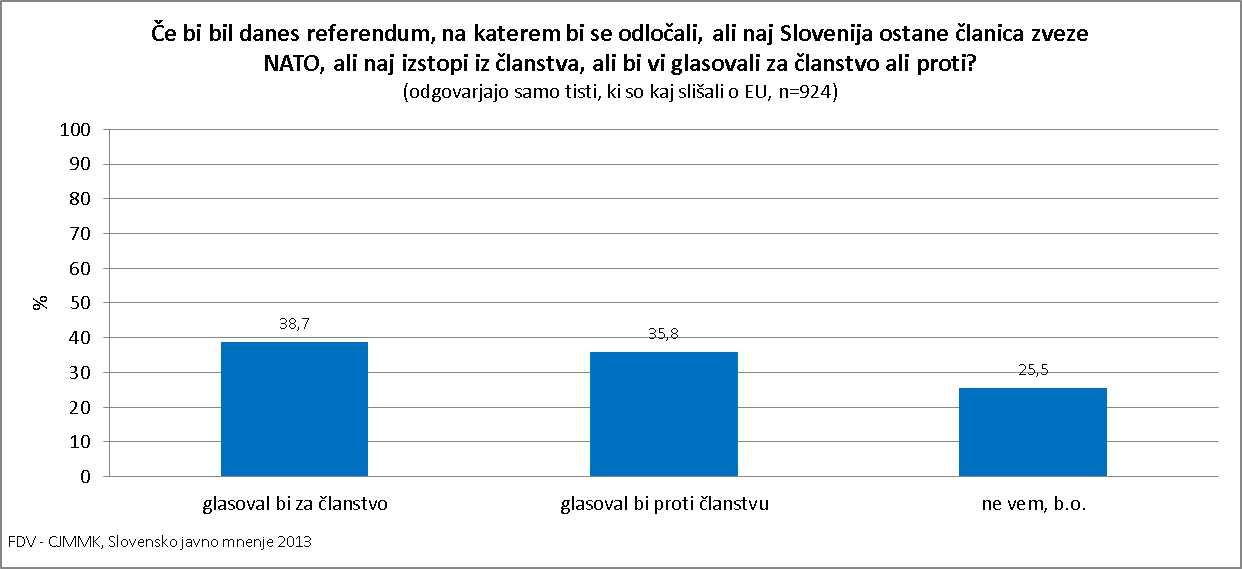 Če bi bil danes referendum, na katerem bi se odločali, ali naj Slovenija ostane članica zveze
NATO, ali naj izstopi iz članstva, ali bi vi glasovali za članstvo ali proti?
(odgovarjajo samo tisti, ki so kaj slišali o EU, n=924)
100
90
80
70
60
50
40
30
20
10
0
%
38,7
35,8
25,5
glasoval bi za članstvo
glasoval bi proti članstvu
ne vem, b.o.
FDV - CJMMK, Slovensko javno mnenje 2013